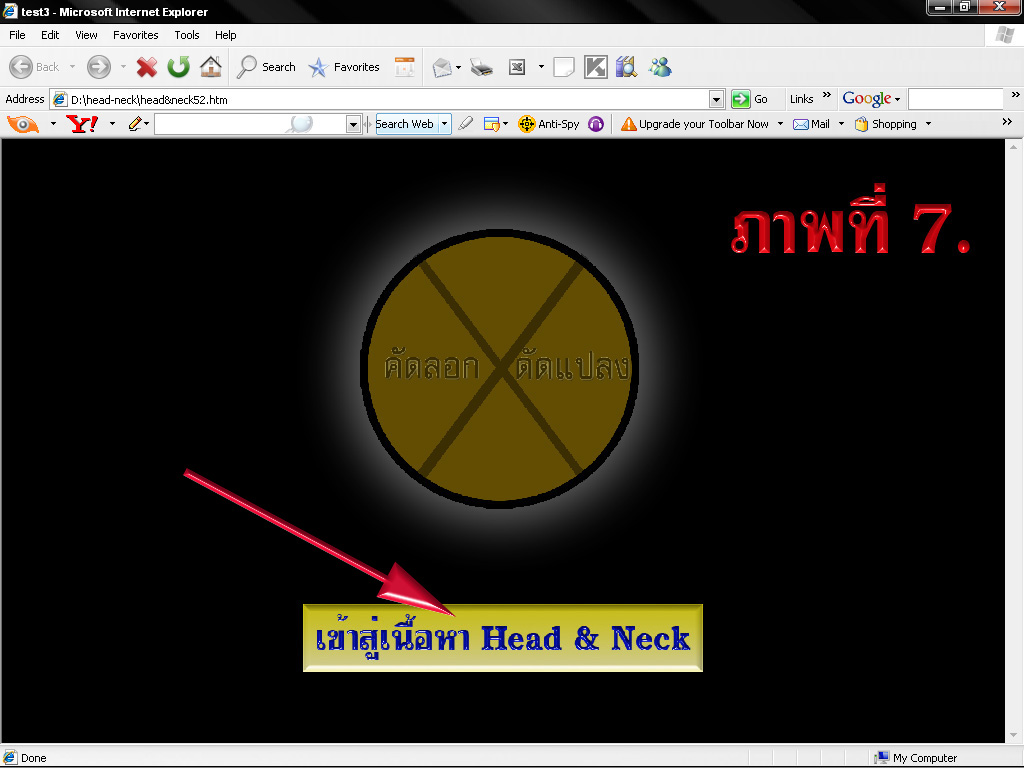 test3 - Microsoft Internet Explorer
File Edit View Favorites Tools Help
Back Search Favorites
Address D:\head-neck\head&neck52.htm Go Links » Google
Y! Search Web Anti-Spy Upgrade your Toolbar Now Mail Shopping »
ภาพที่ 7.
คัดลอก ดัดแปลง
เข้าสู่เนื้อหา Head & Neck
Done My Computer